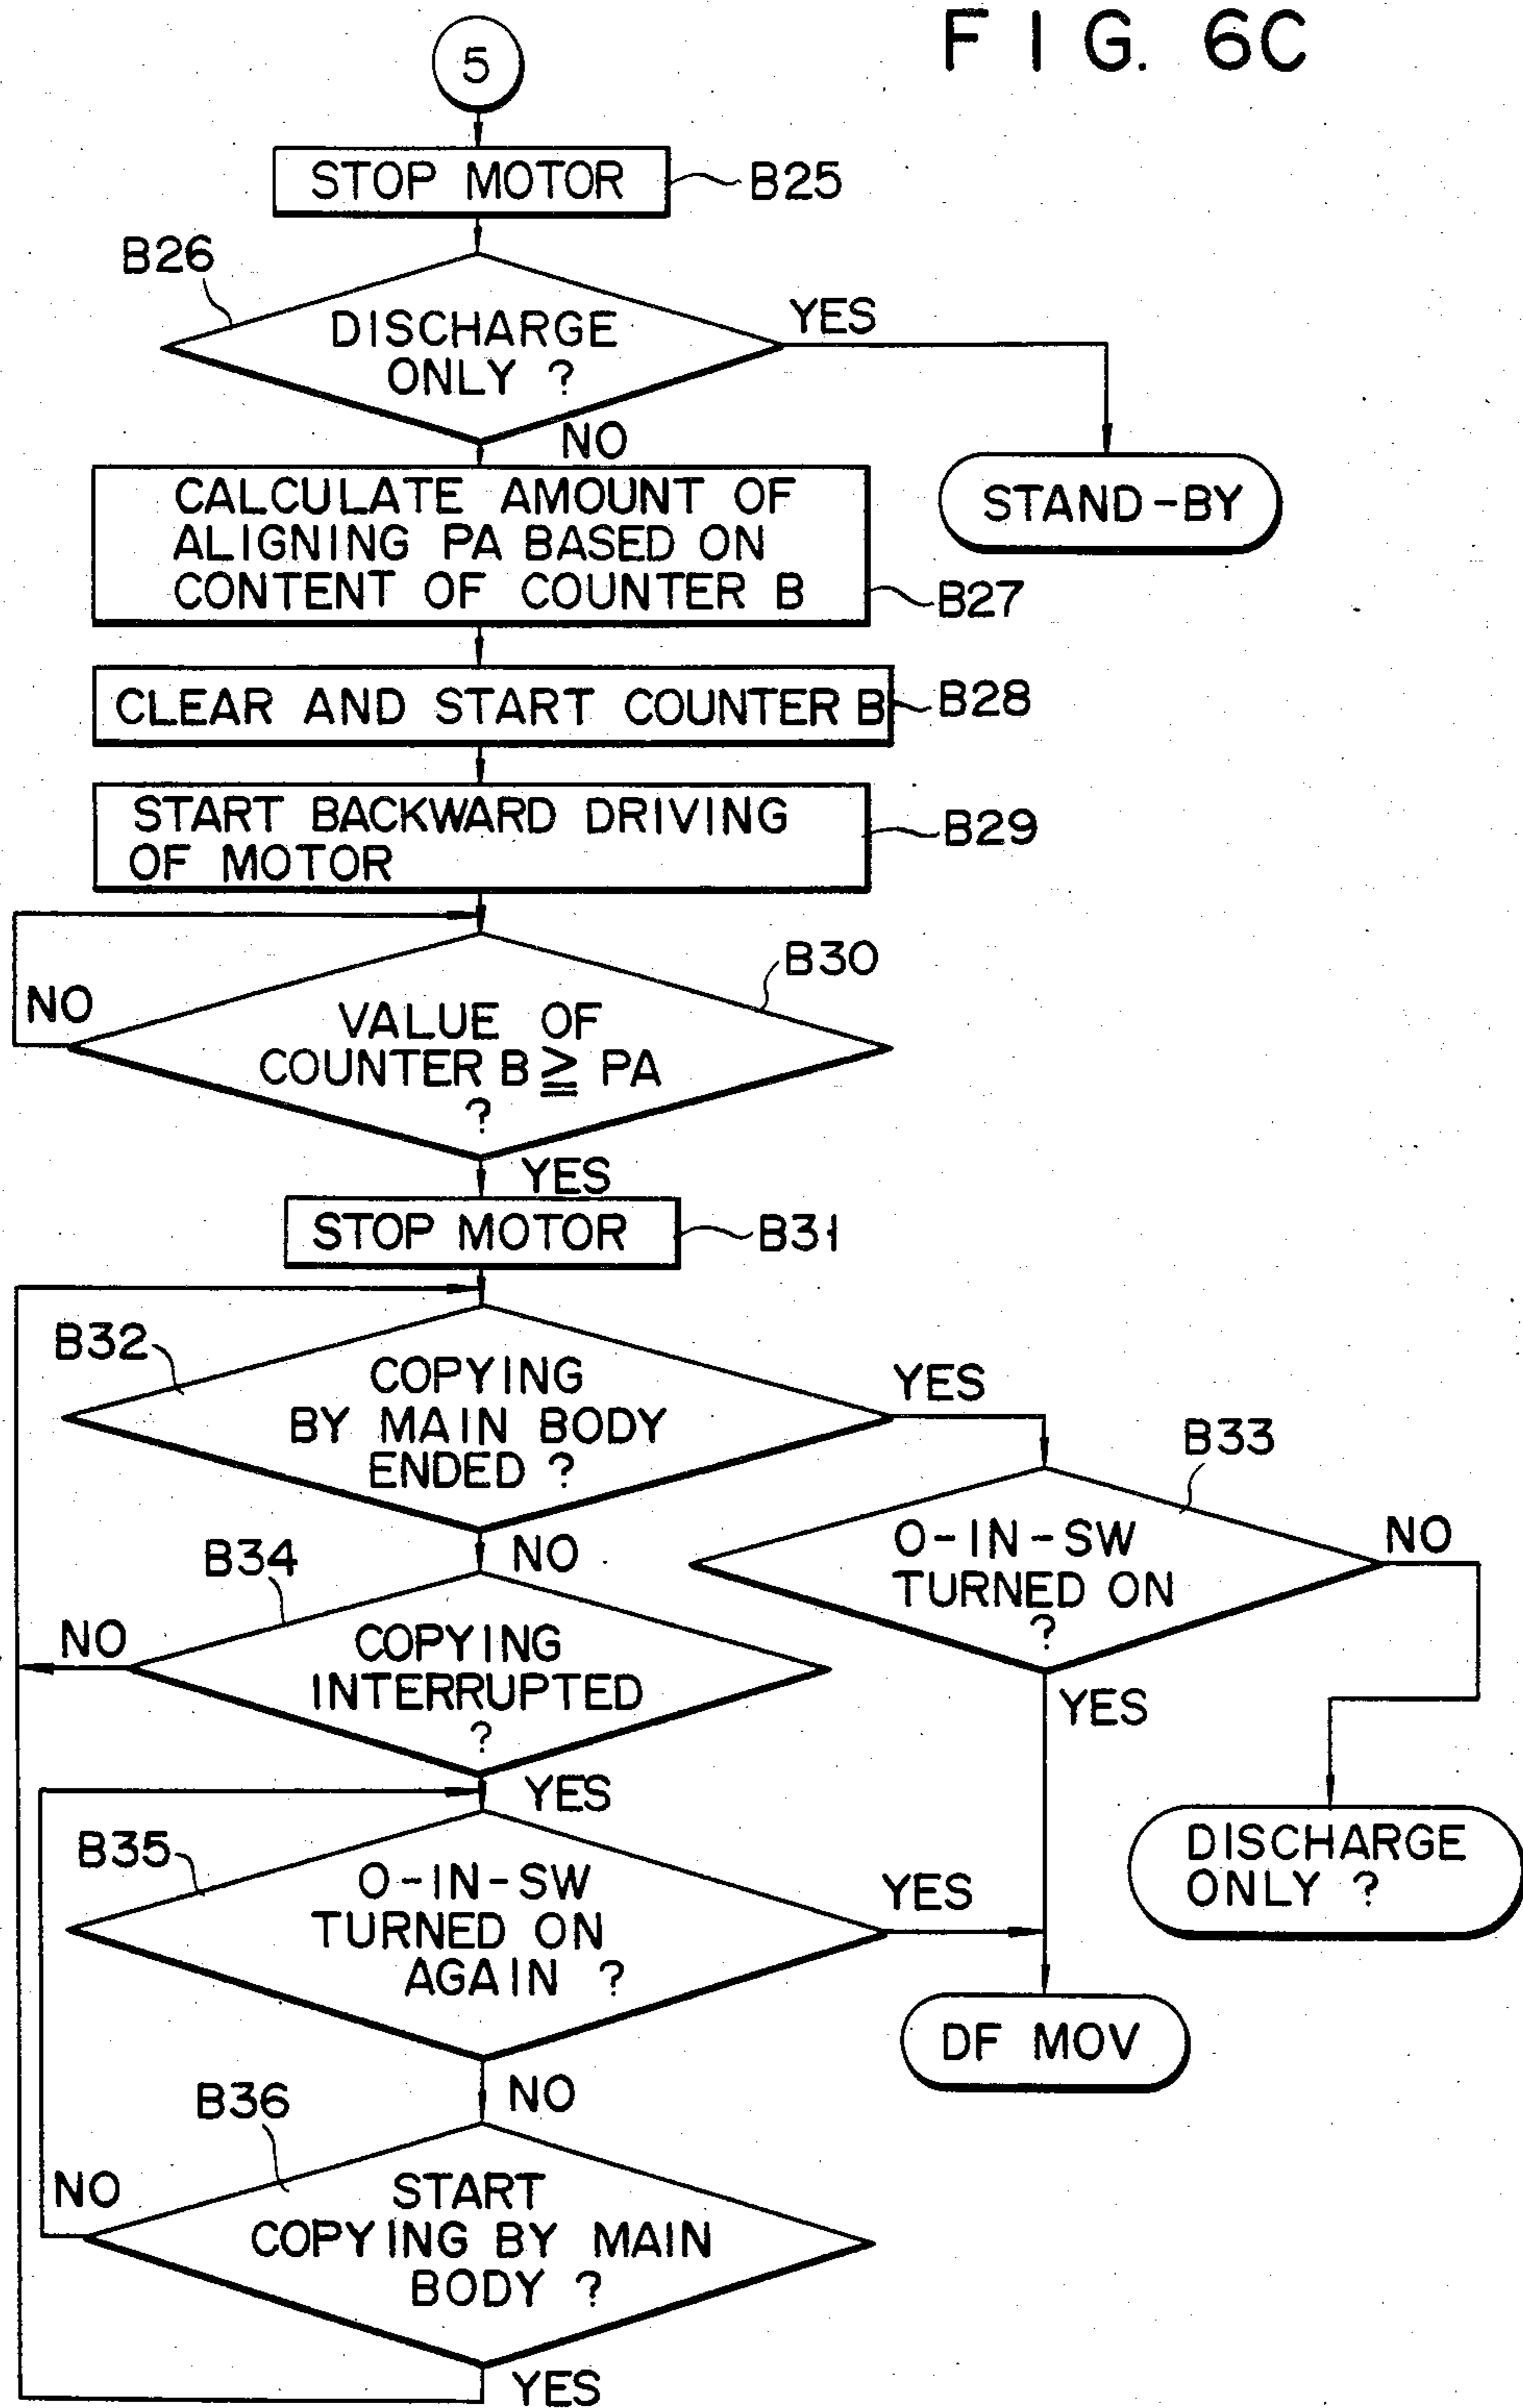 FIG. 6C
5
STOP MOTOR
B25
B26
DISCHARGE
ONLY ?
YES
NO
STAND-BY
CALCULATE AMOUNT OF
ALIGNING PA BASED ON
CONTENT OF COUNTER B
B27
CLEAR AND START COUNTER B
B28
START BACKWARD DRIVING
OF MOTOR
B29
B30
NO
VALUE OF
COUNTER B ≧ PA
?
YES
STOP MOTOR
B31
B32
COPYING
BY MAIN BODY
ENDED ?
YES
B33
NO
O-IN-SW
TURNED ON
?
NO
YES
B34
NO
COPYING
INTERRUPTED
?
YES
DISCHARGE
ONLY ?
B35
O-IN-SW
TURNED ON
AGAIN ?
YES
DF MOV
NO
B36
NO
START
COPYING BY MAIN
BODY ?
YES